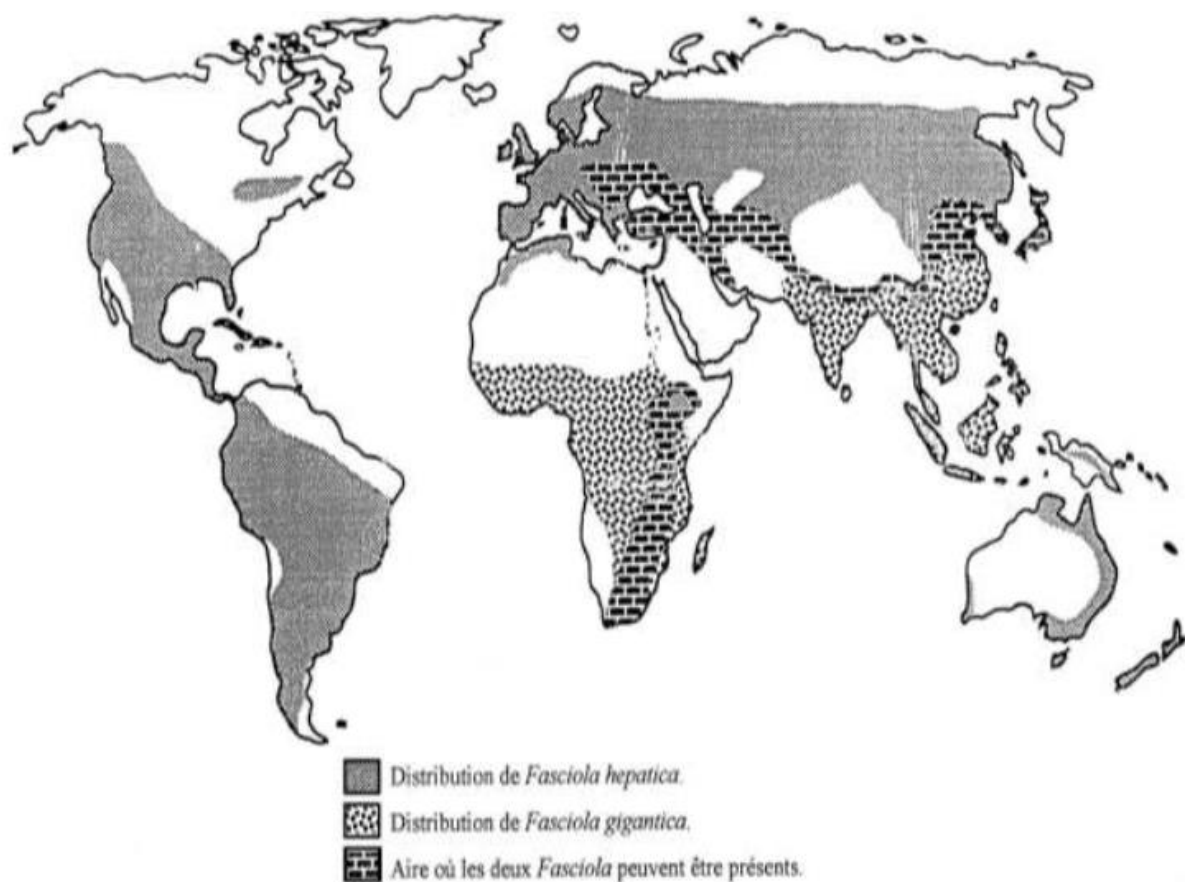 Distribution de Fasciola hepatica.
Distribution de Fasciola gigantica.
Aire où les deux Fasciola peuvent être présents.